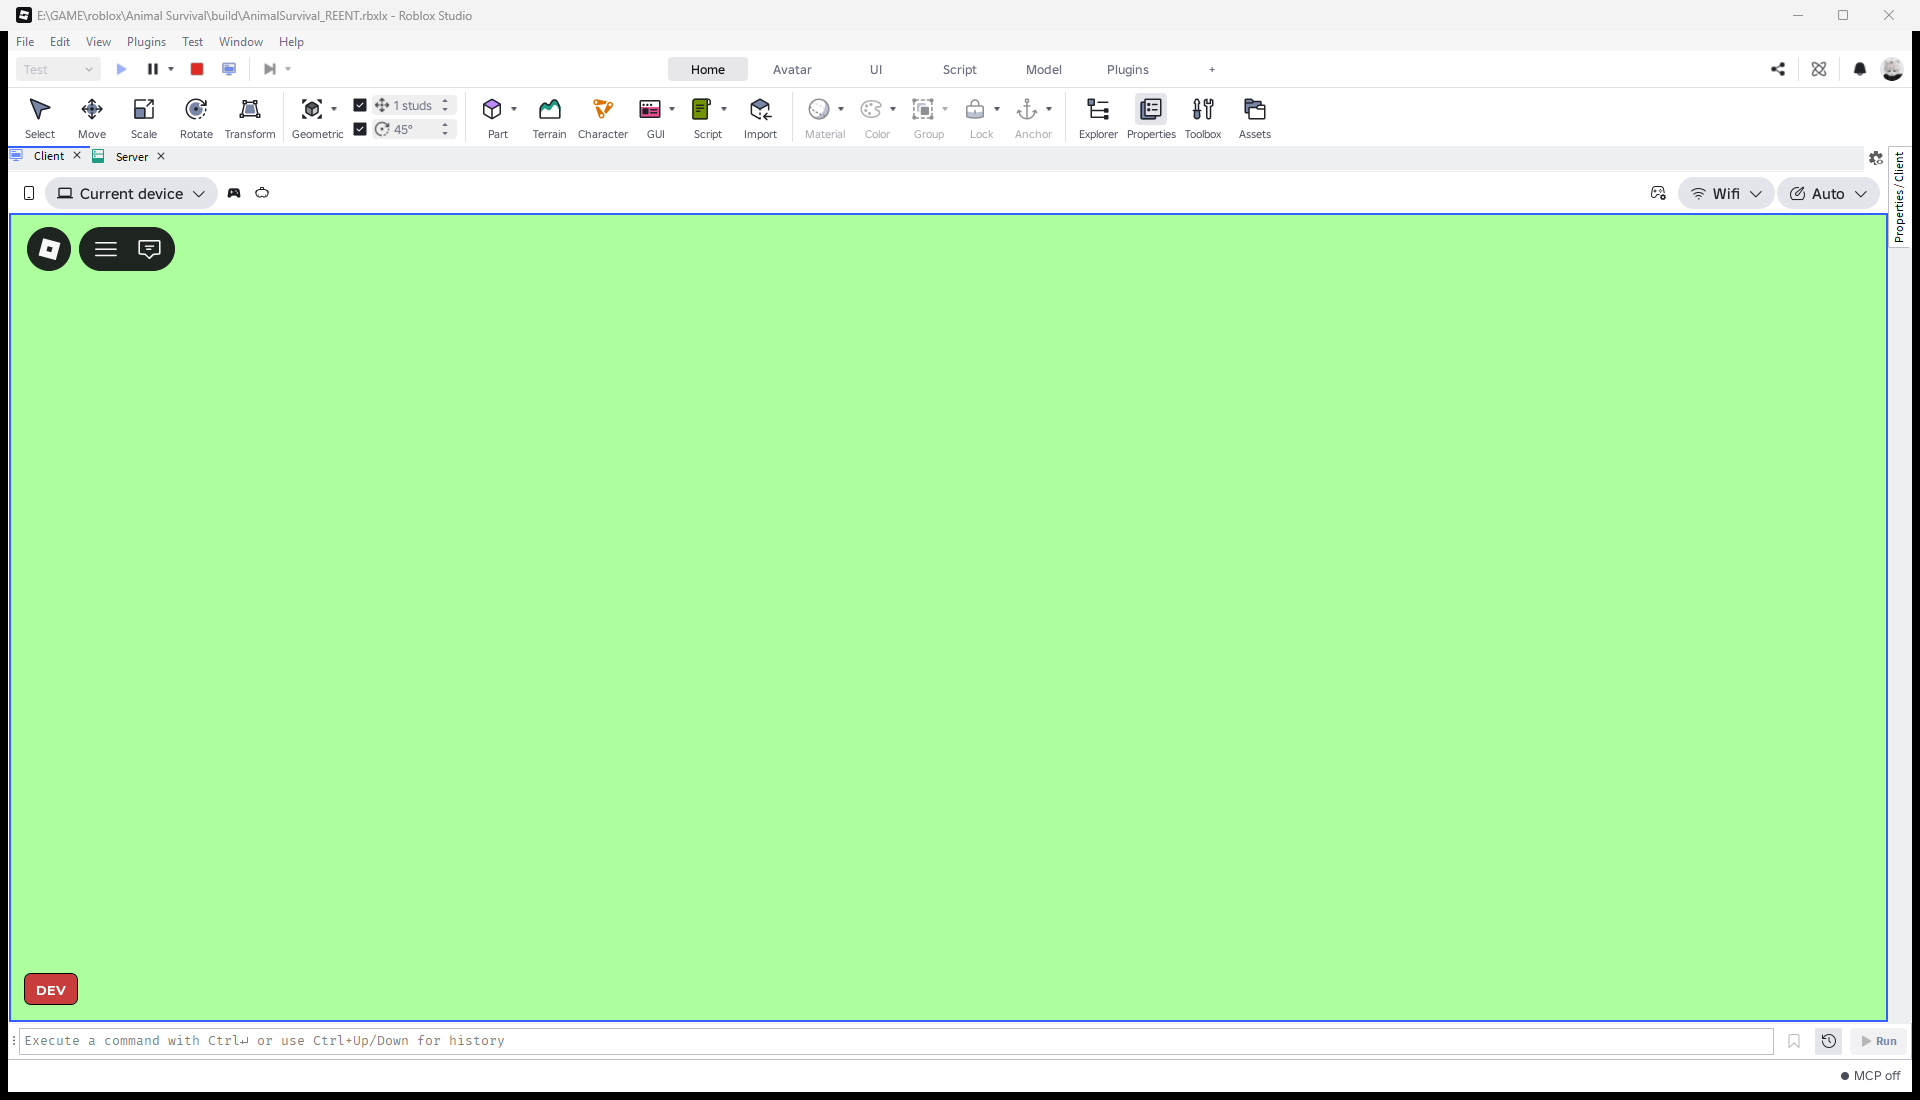 E:\GAME\roblox\Animal Survival\build\AnimalSurvival_REENT.rbxlx - Roblox Studio
File Edit View Plugins Test Window Help
Test
Home Avatar UI Script Model Plugins +
1 studs
45°
Select Move Scale Rotate Transform Geometric Part Terrain Character GUI Script Import Material Color Group Lock Anchor Explorer Properties Toolbox Assets
Client Server
Properties / Client
Current device
Wifi Auto
DEV
Execute a command with Ctrl↵ or use Ctrl+Up/Down for history
Run
MCP off